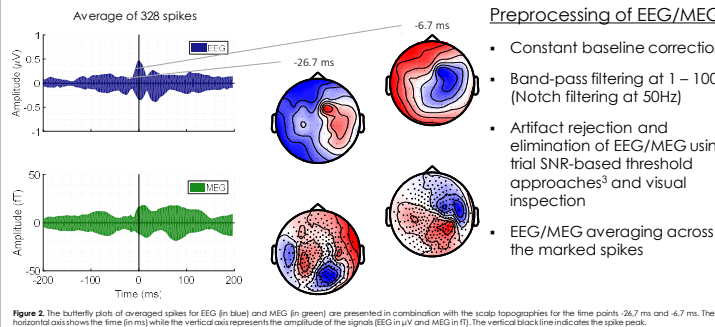 Average of 328 spikes
1
0.5
0
-0.5
-1
Amplitude (μV)
EEG
-6.7 ms
-26.7 ms
50
0
-50
Amplitude (fT)
MEG
-200
-100
0
100
200
Time (ms)
Preprocessing of EEG/MEG
▪ Constant baseline correctio
▪ Band-pass filtering at 1 – 100
(Notch filtering at 50Hz)
▪ Artifact rejection and
elimination of EEG/MEG usin
trial SNR-based threshold
approaches³ and visual
inspection
▪ EEG/MEG averaging across
the marked spikes
Figure 2. The butterfly plots of averaged spikes for EEG (in blue) and MEG (in green) are presented in combination with the scalp topographies for the time points -26,7 ms and -6.7 ms. The
horizontal axis shows the time (in ms) while the vertical axis represents the amplitude of the signals (EEG in μV and MEG in fT). The vertical black line indicates the spike peak.